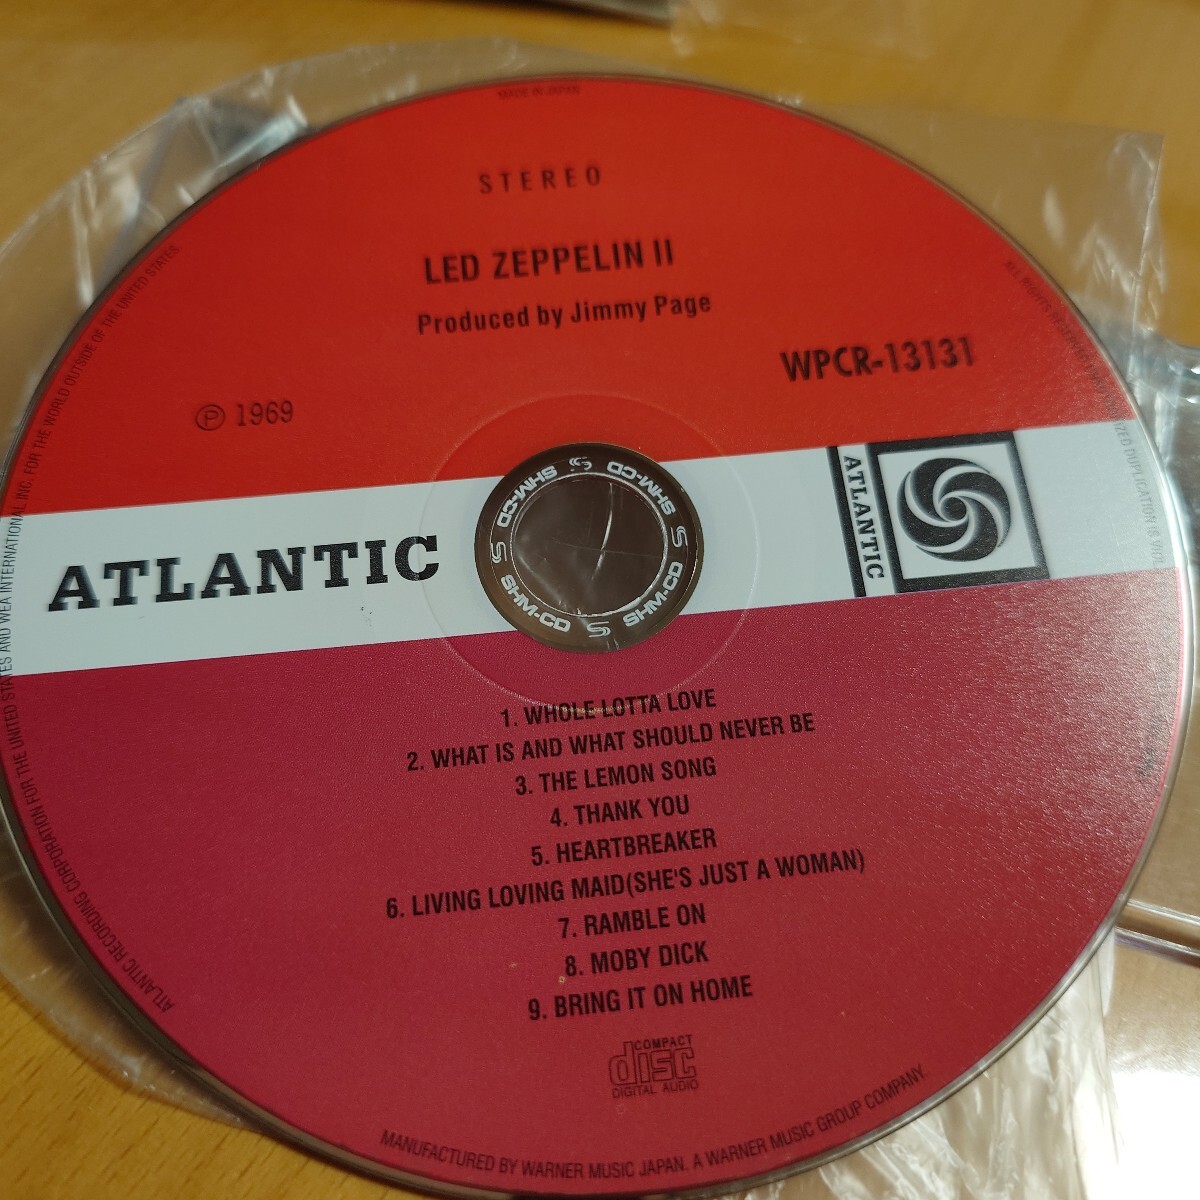 MADE IN JAPAN
STEREO
LED ZEPPELIN II
Produced by Jimmy Page
WPCR-13131
℗ 1969
ATLANTIC
ATLANTIC
SHM-CD
SHM-CD
SHM-CD
SHM-CD
1. WHOLE LOTTA LOVE
2. WHAT IS AND WHAT SHOULD NEVER BE
3. THE LEMON SONG
4. THANK YOU
5. HEARTBREAKER
6. LIVING LOVING MAID(SHE'S JUST A WOMAN)
7. RAMBLE ON
8. MOBY DICK
9. BRING IT ON HOME
COMPACT
disc
DIGITAL AUDIO
MANUFACTURED BY WARNER MUSIC JAPAN. A WARNER MUSIC GROUP COMPANY.
ATLANTIC RECORDING CORPORATION FOR THE UNITED STATES AND WEA INTERNATIONAL INC. FOR THE WORLD OUTSIDE OF THE UNITED STATES.
ALL RIGHTS DUPLICATION IS